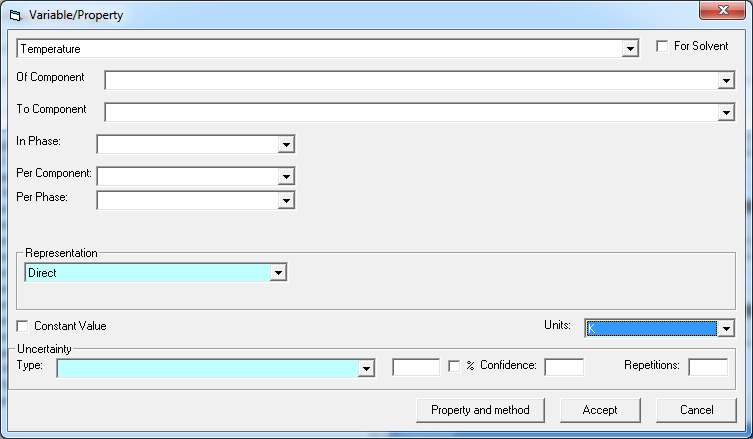 Variable/Property
Temperature
For Solvent
Of Component
To Component
In Phase:
Per Component:
Per Phase:
Representation
Direct
Constant Value
Units:
K
Uncertainty
Type:
% Confidence:
Repetitions:
Property and method
Accept
Cancel